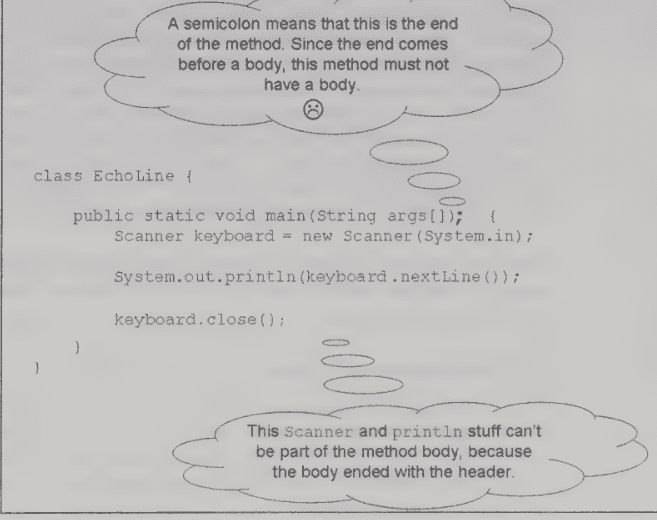 A semicolon means that this is the end
of the method. Since the end comes
before a body, this method must not
have a body.
class EchoLine {
public static void main(String args[]); {
Scanner keyboard = new Scanner(System.in);
System.out.println(keyboard.nextLine());
keyboard.close();
}
}
This Scanner and println stuff can't
be part of the method body, because
the body ended with the header.